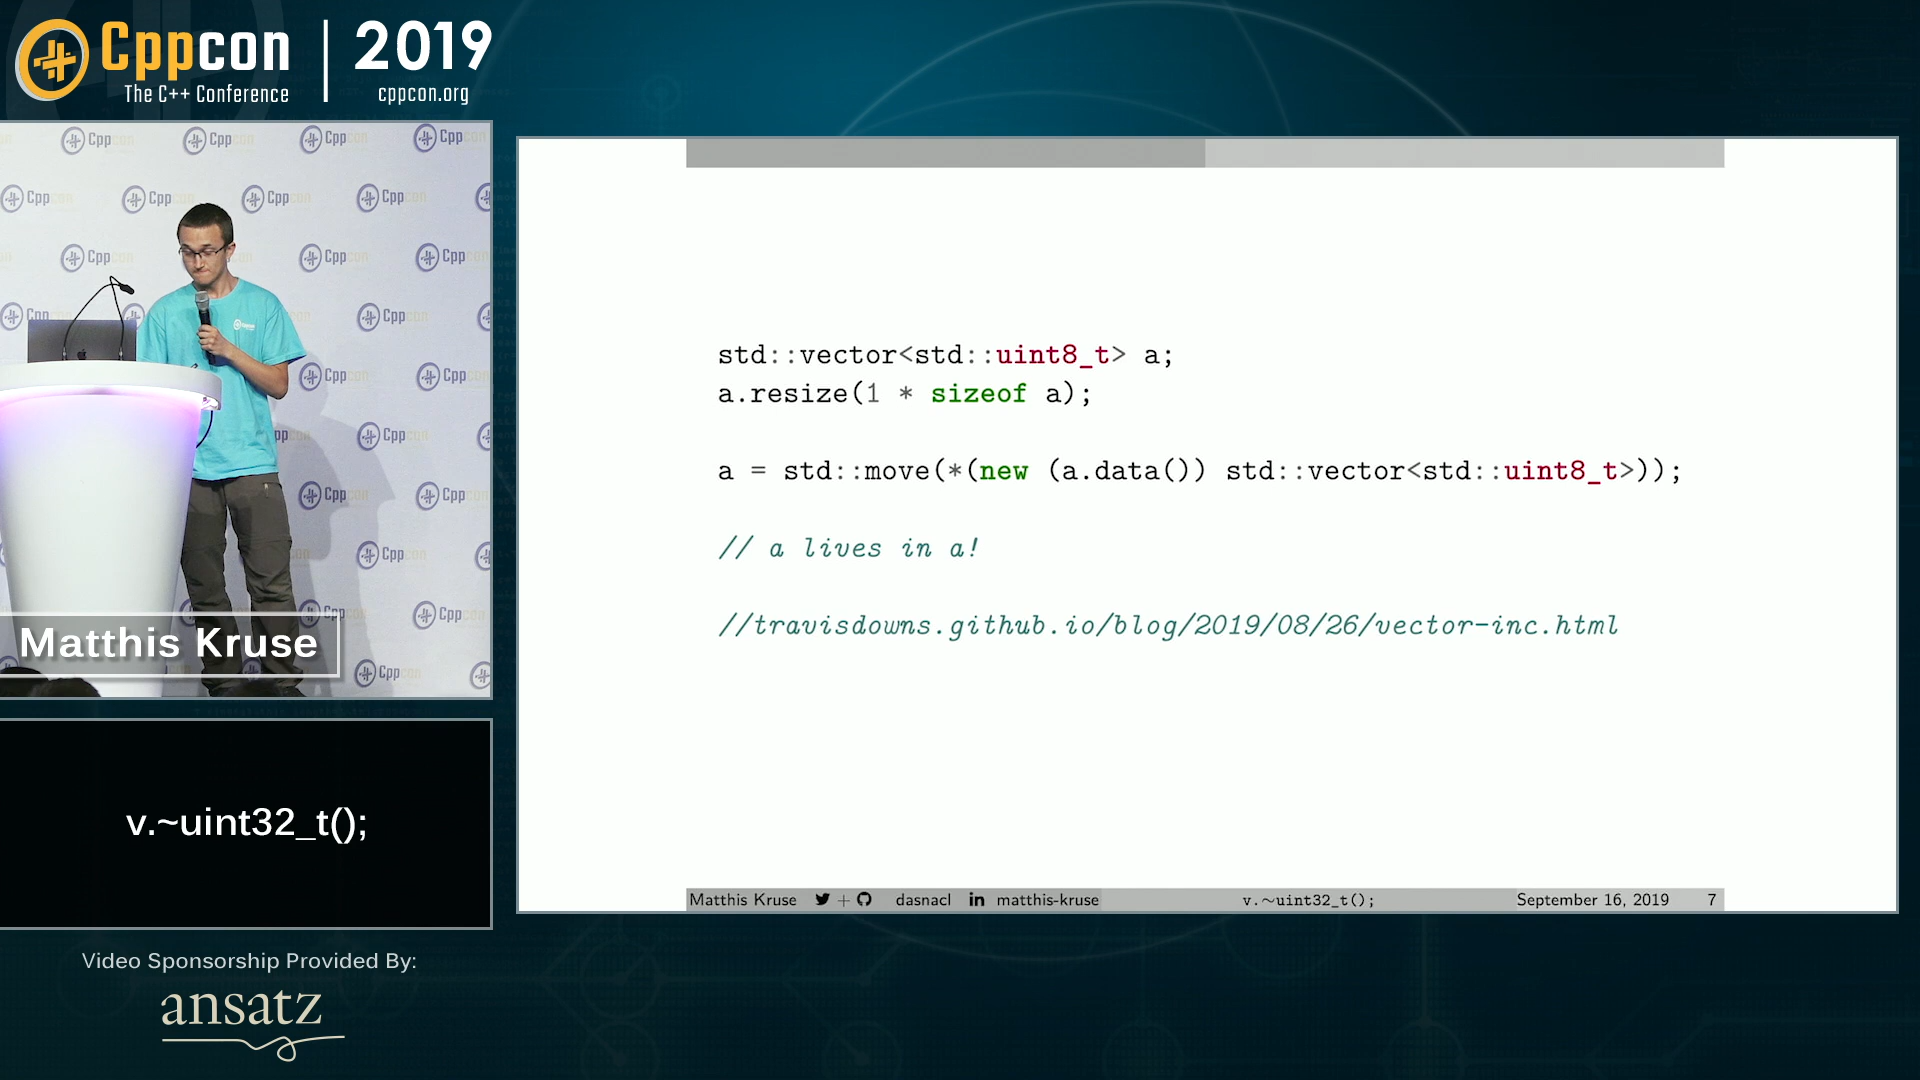 Cppcon | 2019
The C++ Conference
cppcon.org
Matthis Kruse
v.~uint32_t();
Video Sponsorship Provided By:
ansatz
std::vector<std::uint8_t> a;
a.resize(1 * sizeof a);
a = std::move(*(new (a.data()) std::vector<std::uint8_t>));
// a lives in a!
//travisdowns.github.io/blog/2019/08/26/vector-inc.html
Matthis Kruse + dasnacl in matthis-kruse v.~uint32_t(); September 16, 2019 7